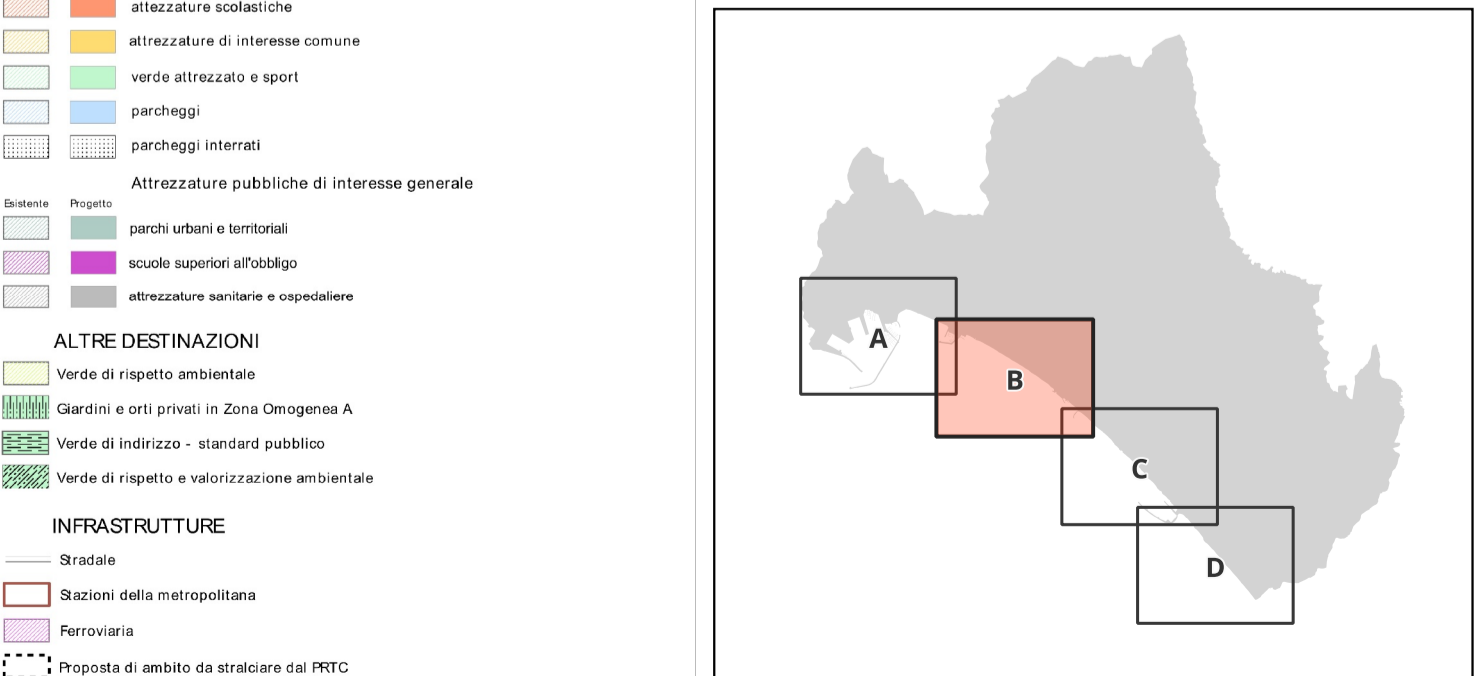 attezzature scolastiche
attrezzature di interesse comune
verde attrezzato e sport
parcheggi
parcheggi interrati
Attrezzature pubbliche di interesse generale
Esistente Progetto
parchi urbani e territoriali
scuole superiori all'obbligo
attrezzature sanitarie e ospedaliere
ALTRE DESTINAZIONI
Verde di rispetto ambientale
Giardini e orti privati in Zona Omogenea A
Verde di indirizzo - standard pubblico
Verde di rispetto e valorizzazione ambientale
INFRASTRUTTURE
Stradale
Stazioni della metropolitana
Ferroviaria
Proposta di ambito da stralciare dal PRTC
A
B
C
D